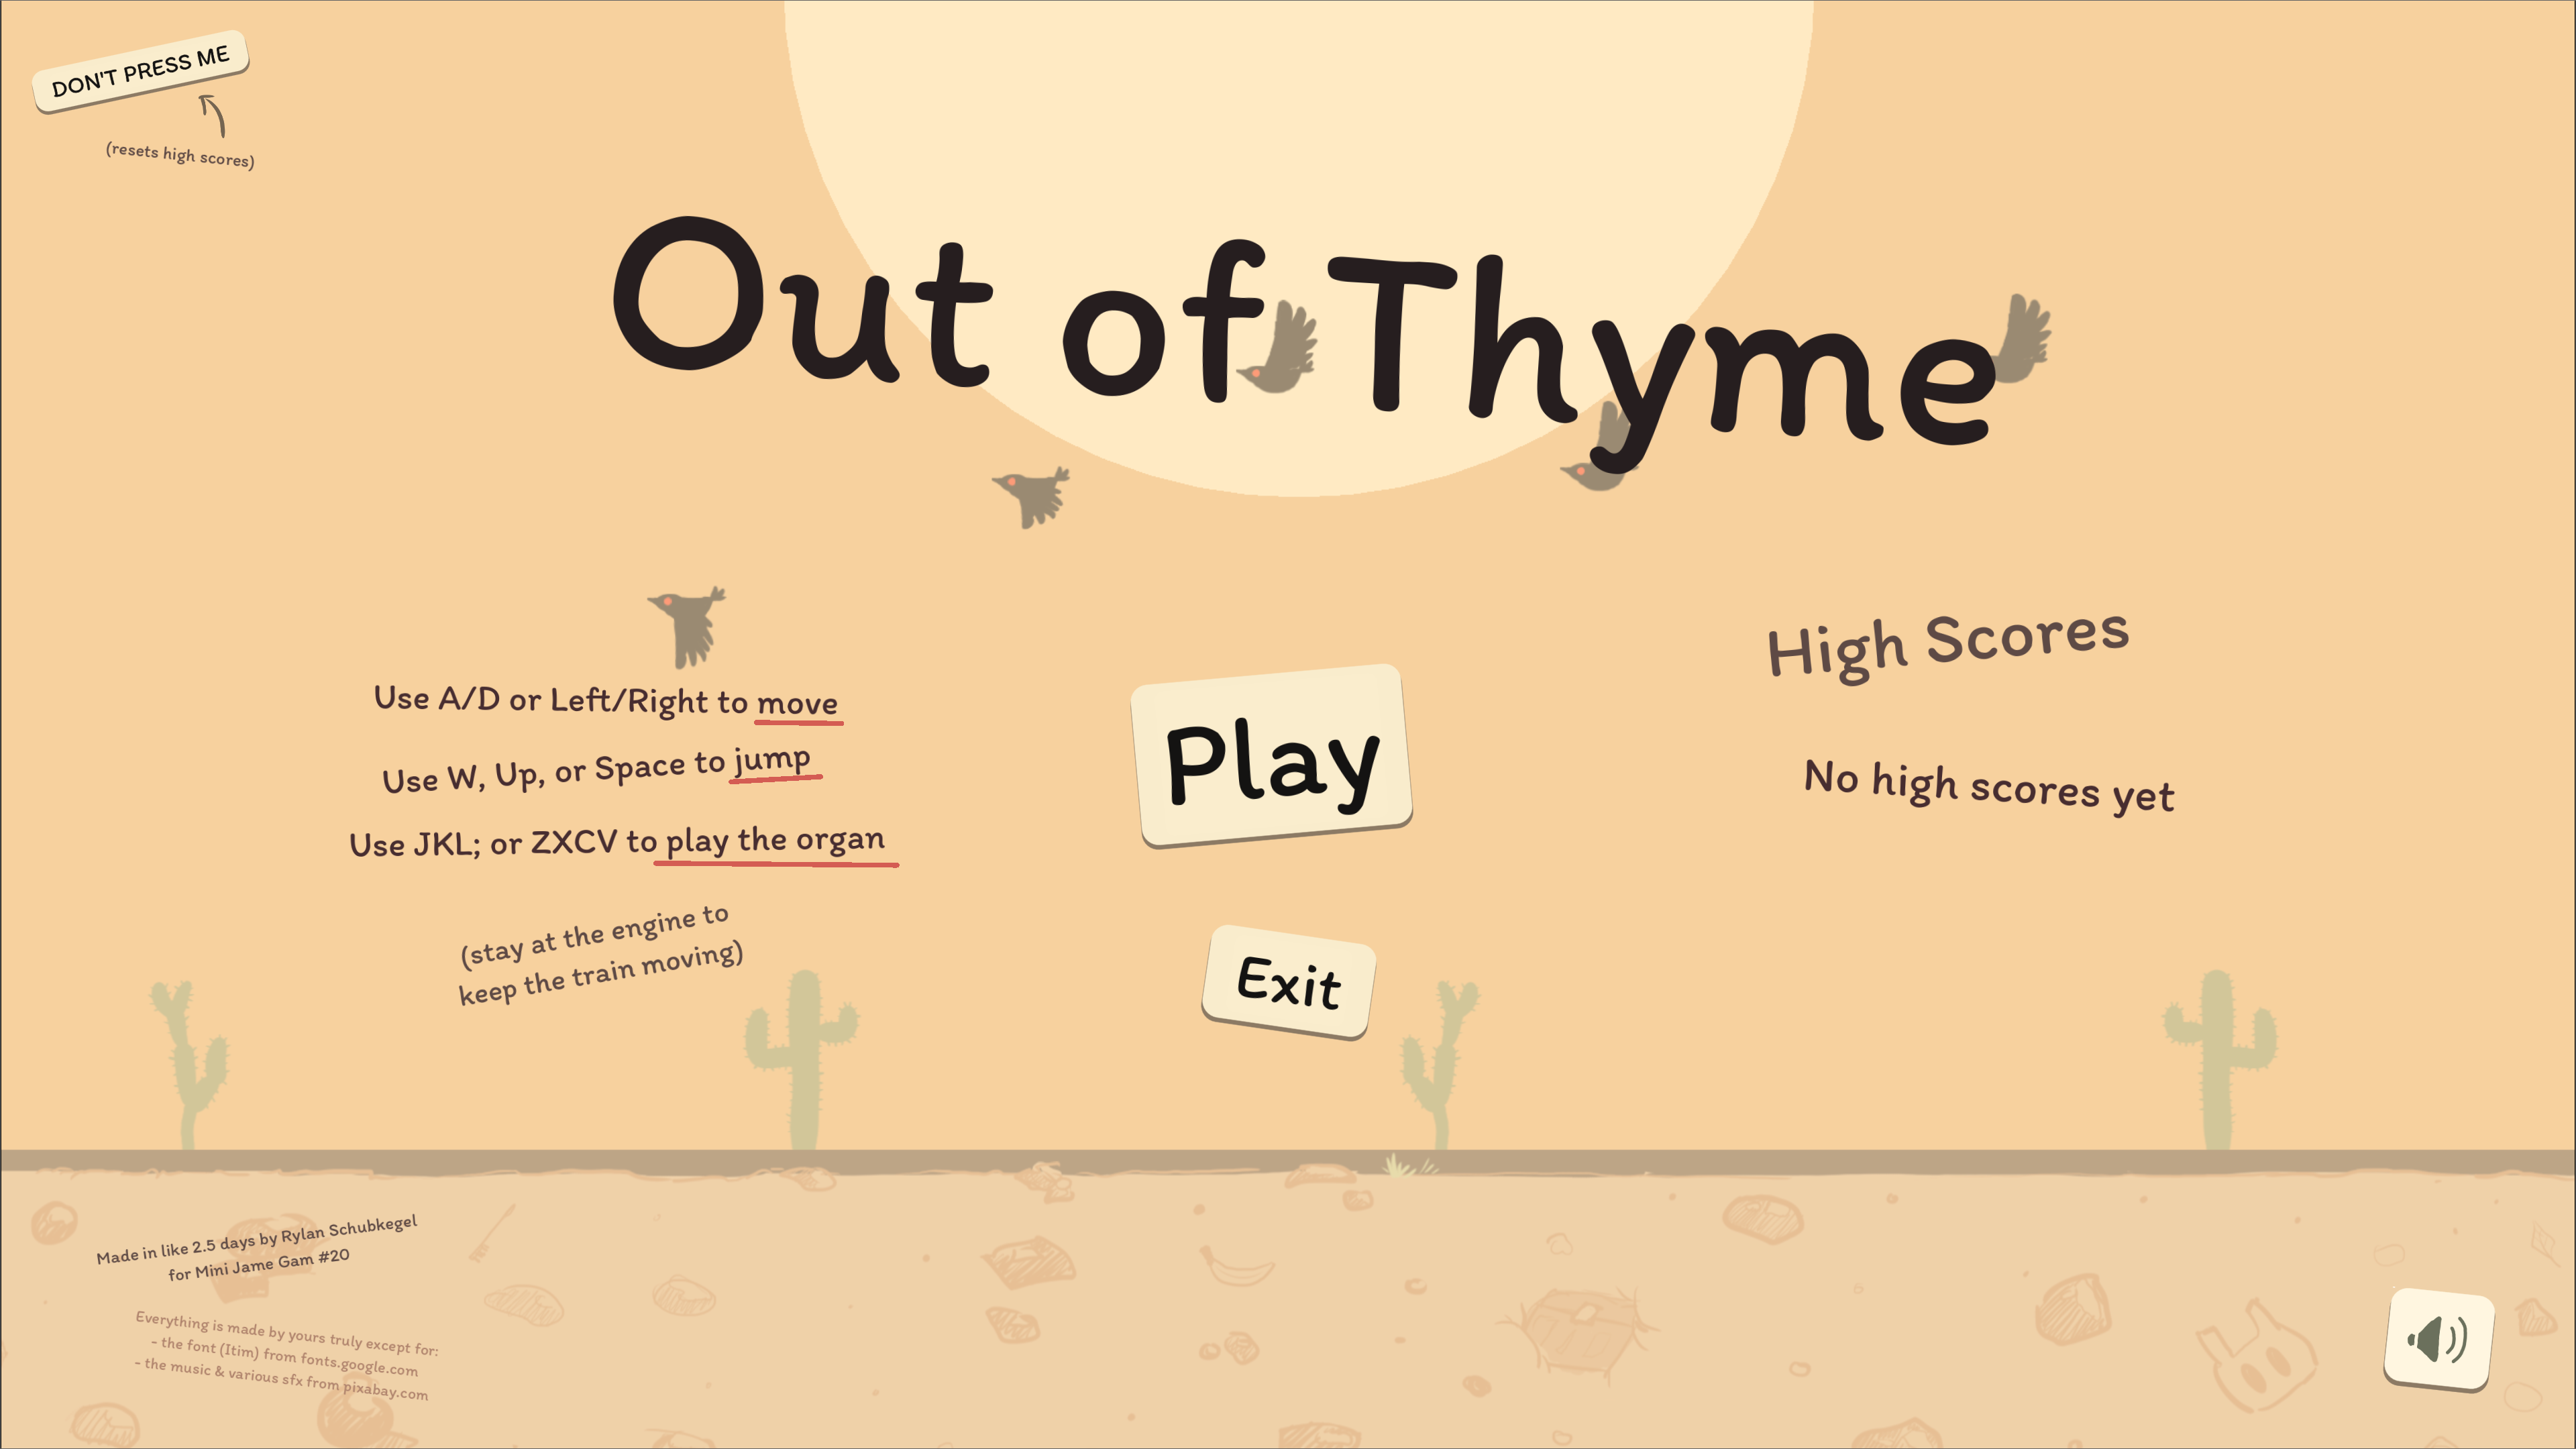 DON'T PRESS ME
(resets high scores)
Out of Thyme
Use A/D or Left/Right to move
Use W, Up, or Space to jump
Use JKL; or ZXCV to play the organ
(stay at the engine to
keep the train moving)
Play
Exit
High Scores
No high scores yet
Made in like 2.5 days by Rylan Schubkegel
for Mini Jame Gam #20
Everything is made by yours truly except for:
- the font (Itim) from fonts.google.com
- the music & various sfx from pixabay.com